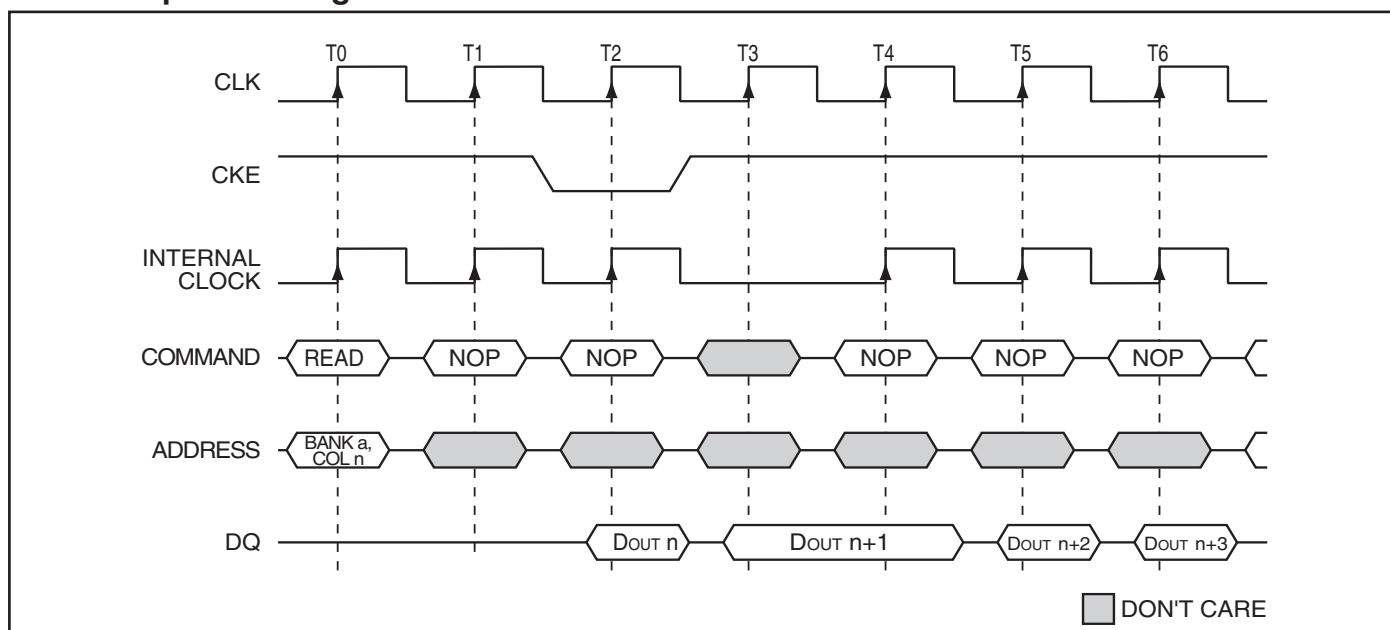 T0 T1 T2 T3 T4 T5 T6
CLK
CKE
INTERNAL
CLOCK
COMMAND READ NOP NOP NOP NOP NOP
ADDRESS BANK a,
COL n
DQ DOUT n DOUT n+1 DOUT n+2 DOUT n+3
DON'T CARE